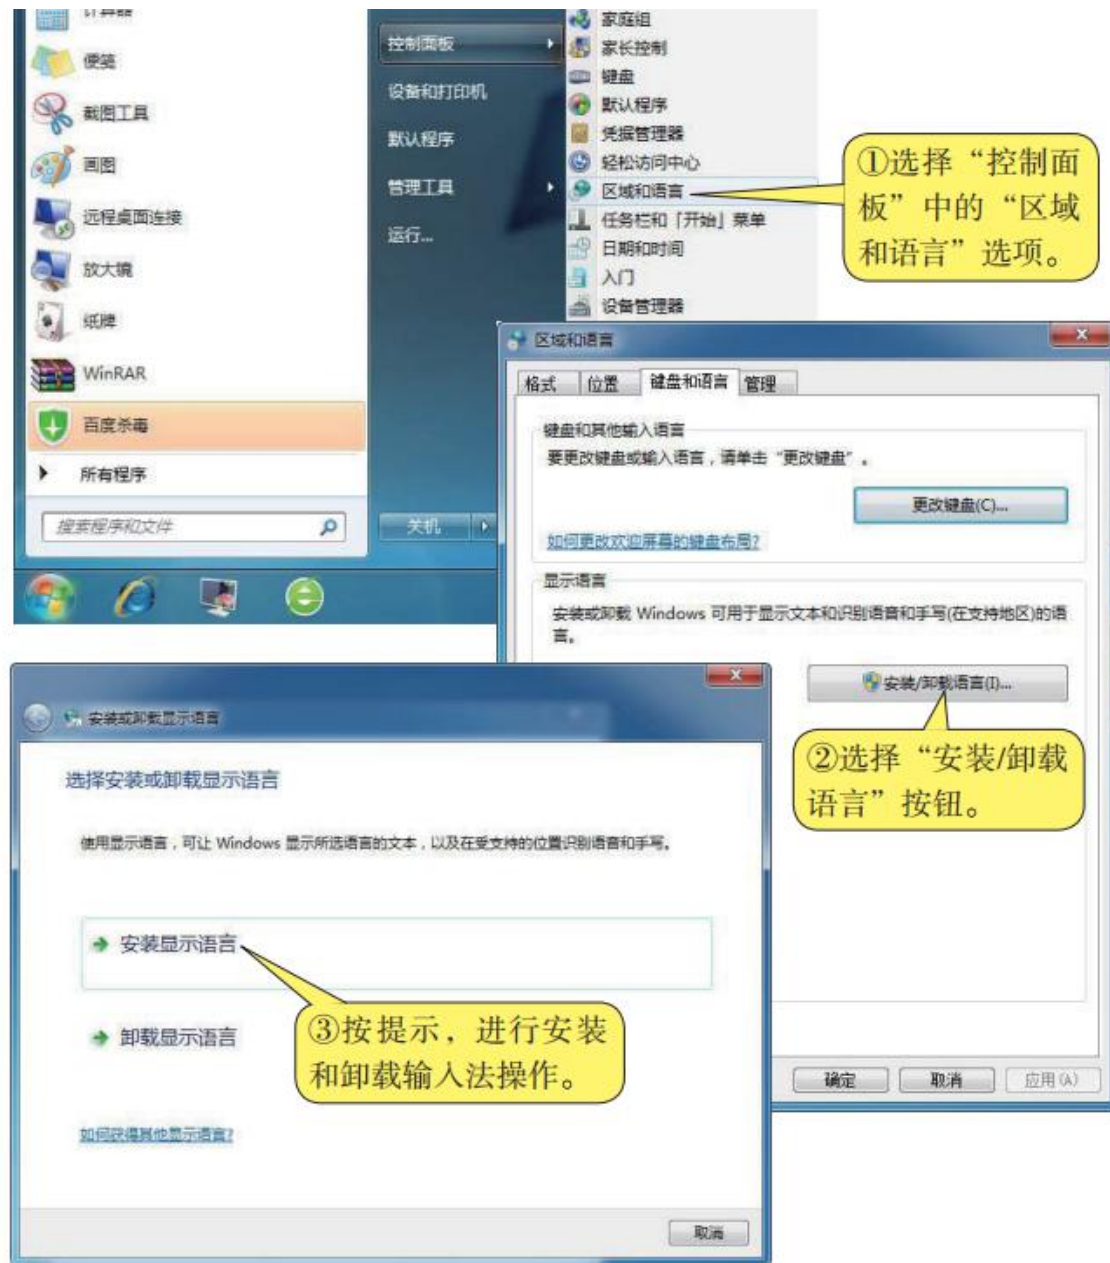 计算器
便笺
截图工具
画图
远程桌面连接
放大镜
纸牌
WinRAR
百度杀毒
所有程序
搜索程序和文件
控制面板
设备和打印机
默认程序
管理工具
运行...
关机
家庭组
家长控制
键盘
默认程序
凭据管理器
轻松访问中心
区域和语言
任务栏和「开始」菜单
日期和时间
入门
设备管理器
①选择“控制面
板”中的“区域
和语言”选项。
区域和语言
格式 位置 键盘和语言 管理
键盘和其他输入语言
要更改键盘或输入语言，请单击“更改键盘”。
更改键盘(C)...
如何更改欢迎屏幕的键盘布局?
显示语言
安装或卸载 Windows 可用于显示文本和识别语音和手写(在支持地区)的语
言。
安装/卸载语言(I)...
②选择“安装/卸载
语言”按钮。
确定 取消 应用(A)
安装或卸载显示语言
选择安装或卸载显示语言
使用显示语言，可让 Windows 显示所选语言的文本，以及在受支持的位置识别语音和手写。
安装显示语言
卸载显示语言
③按提示，进行安装
和卸载输入法操作。
如何获得其他显示语言?
取消